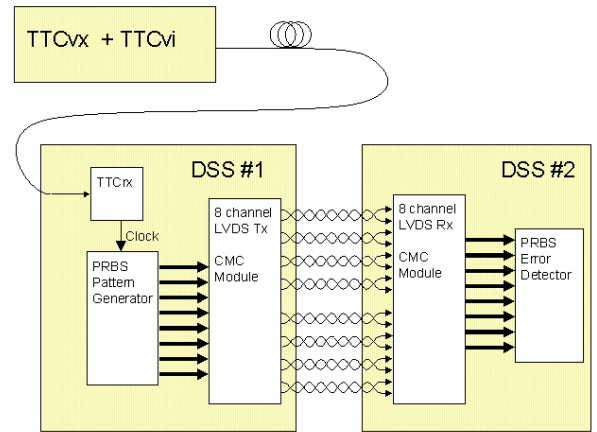 TTCvx + TTCvi
DSS #1
DSS #2
TTCrx
Clock
PRBS
Pattern
Generator
8 channel
LVDS Tx
CMC
Module
8 channel
LVDS Rx
CMC
Module
PRBS
Error
Detector